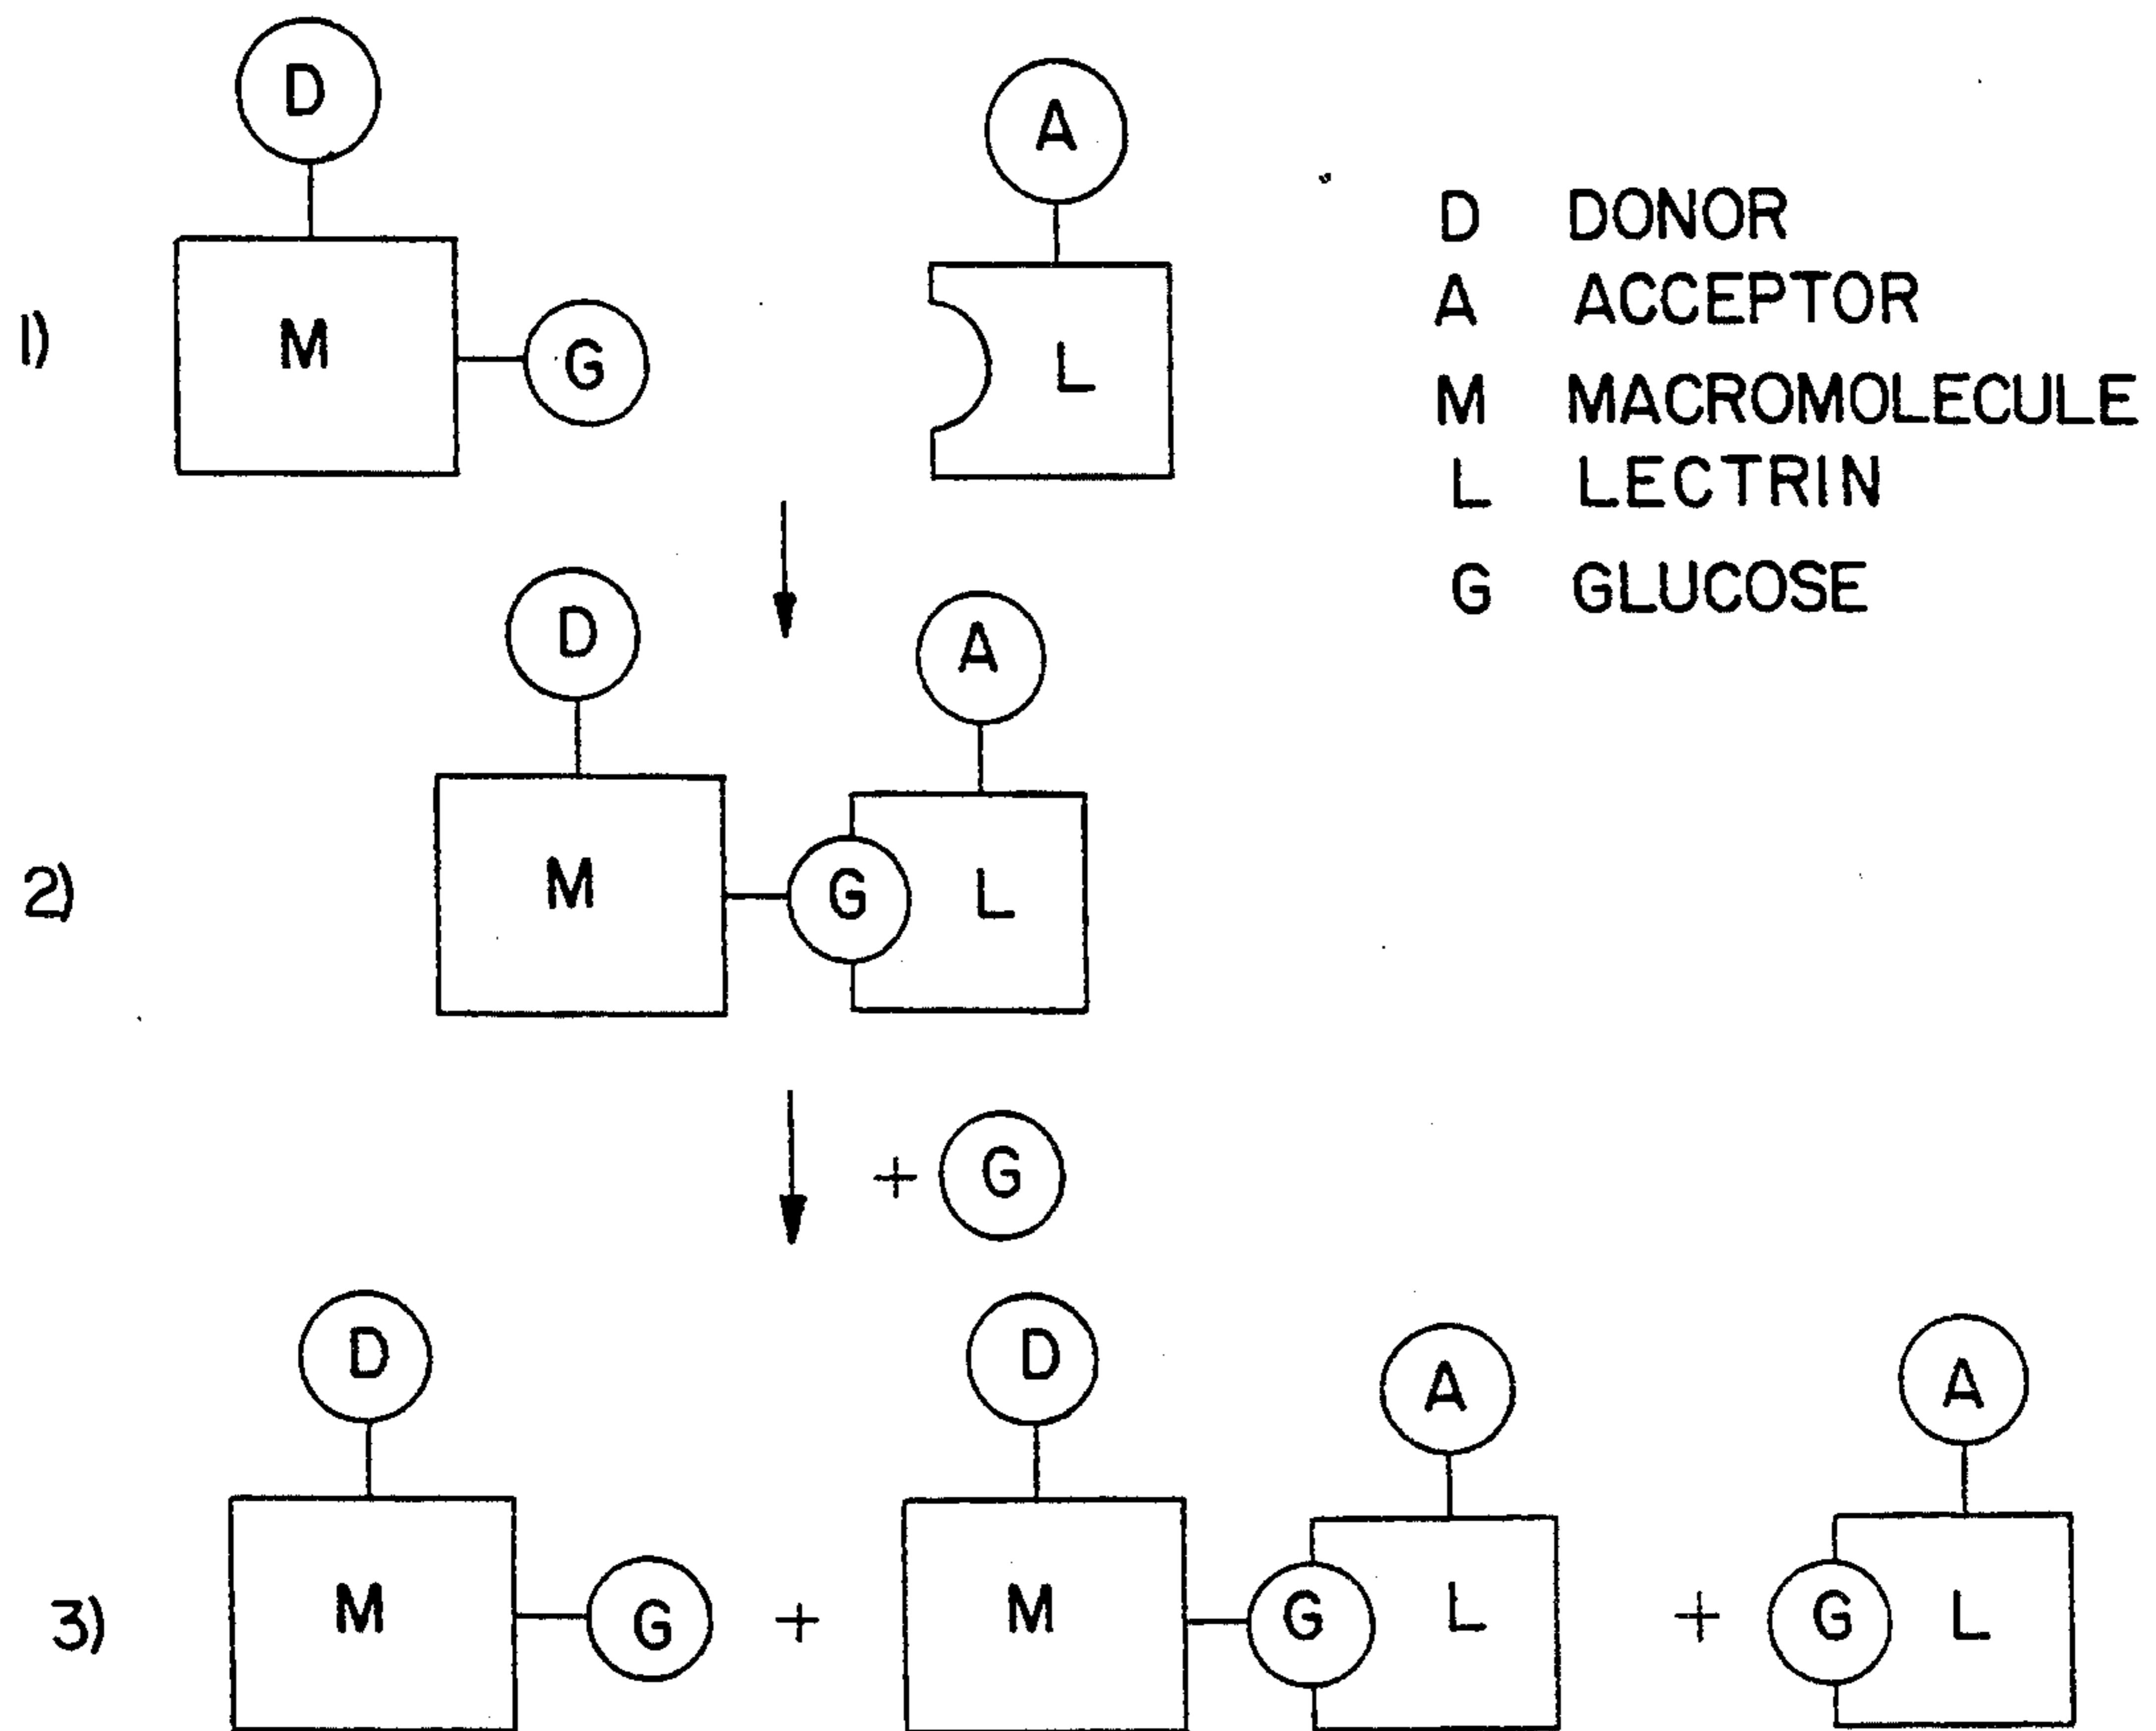 D
A
D DONOR
A ACCEPTOR
1) M G L
M MACROMOLECULE
L LECTRIN
G GLUCOSE
D A
2) M G L
+ G
D D A A
3) M G + M G L + G L